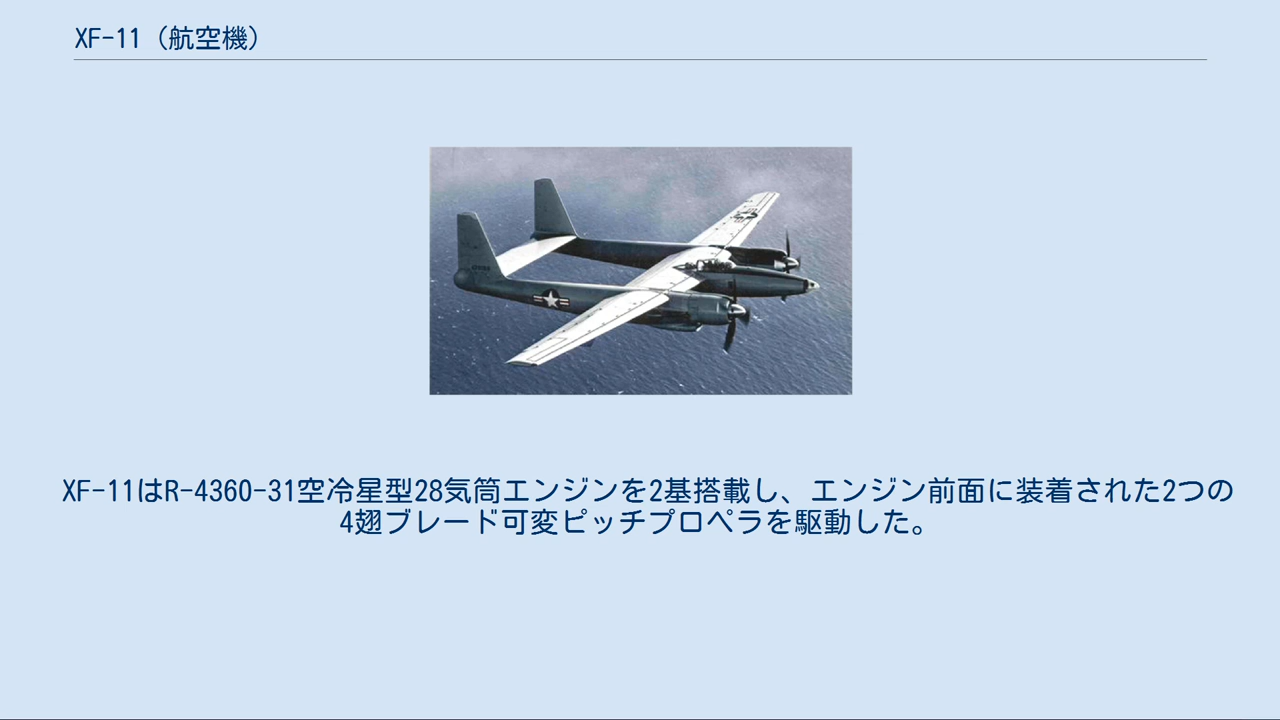 XF-11（航空機）
XF-11はR-4360-31空冷星型28気筒エンジンを2基搭載し、エンジン前面に装着された2つの
4翅ブレード可変ピッチプロペラを駆動した。